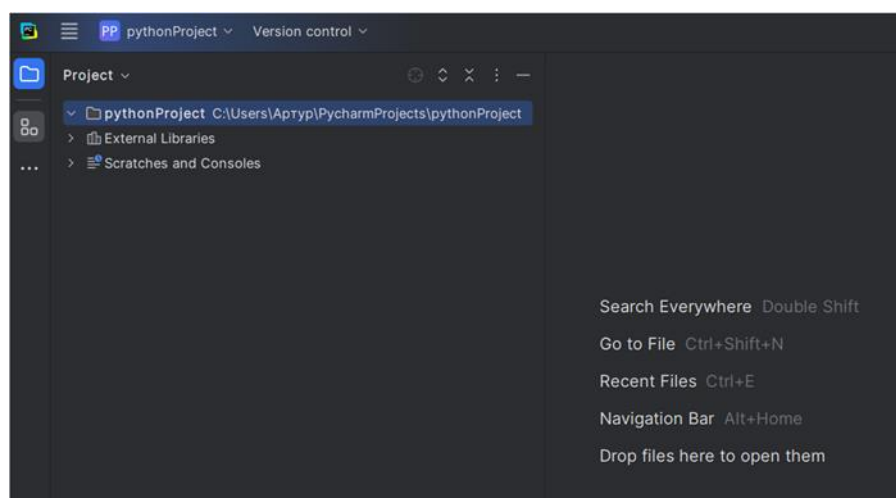 PP pythonProject Version control
Project
pythonProject C:\Users\Артур\PycharmProjects\pythonProject
External Libraries
Scratches and Consoles
Search Everywhere Double Shift
Go to File Ctrl+Shift+N
Recent Files Ctrl+E
Navigation Bar Alt+Home
Drop files here to open them